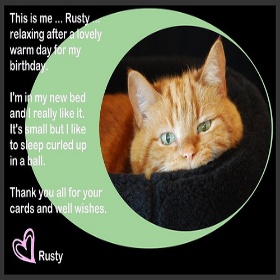 This is me ... Rusty ...
relaxing after a lovely
warm day for my
birthday.
I'm in my new bed
and I really like it.
It's small but I like
to sleep curled up
in a ball.
Thank you all for your
cards and well wishes.
Rusty